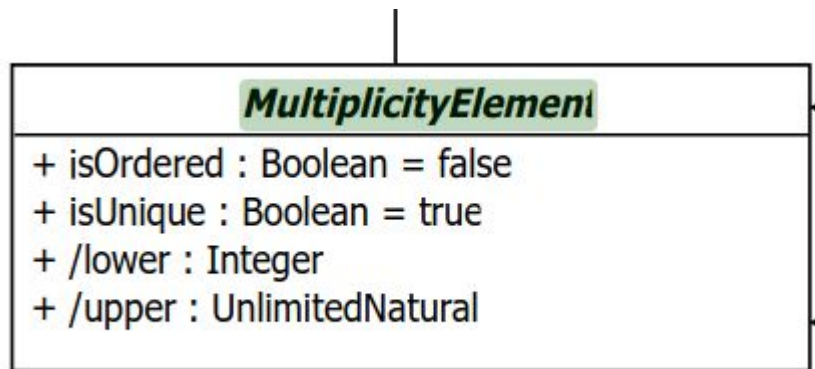 MultiplicityElement
+ isOrdered : Boolean = false
+ isUnique : Boolean = true
+ /lower : Integer
+ /upper : UnlimitedNatural